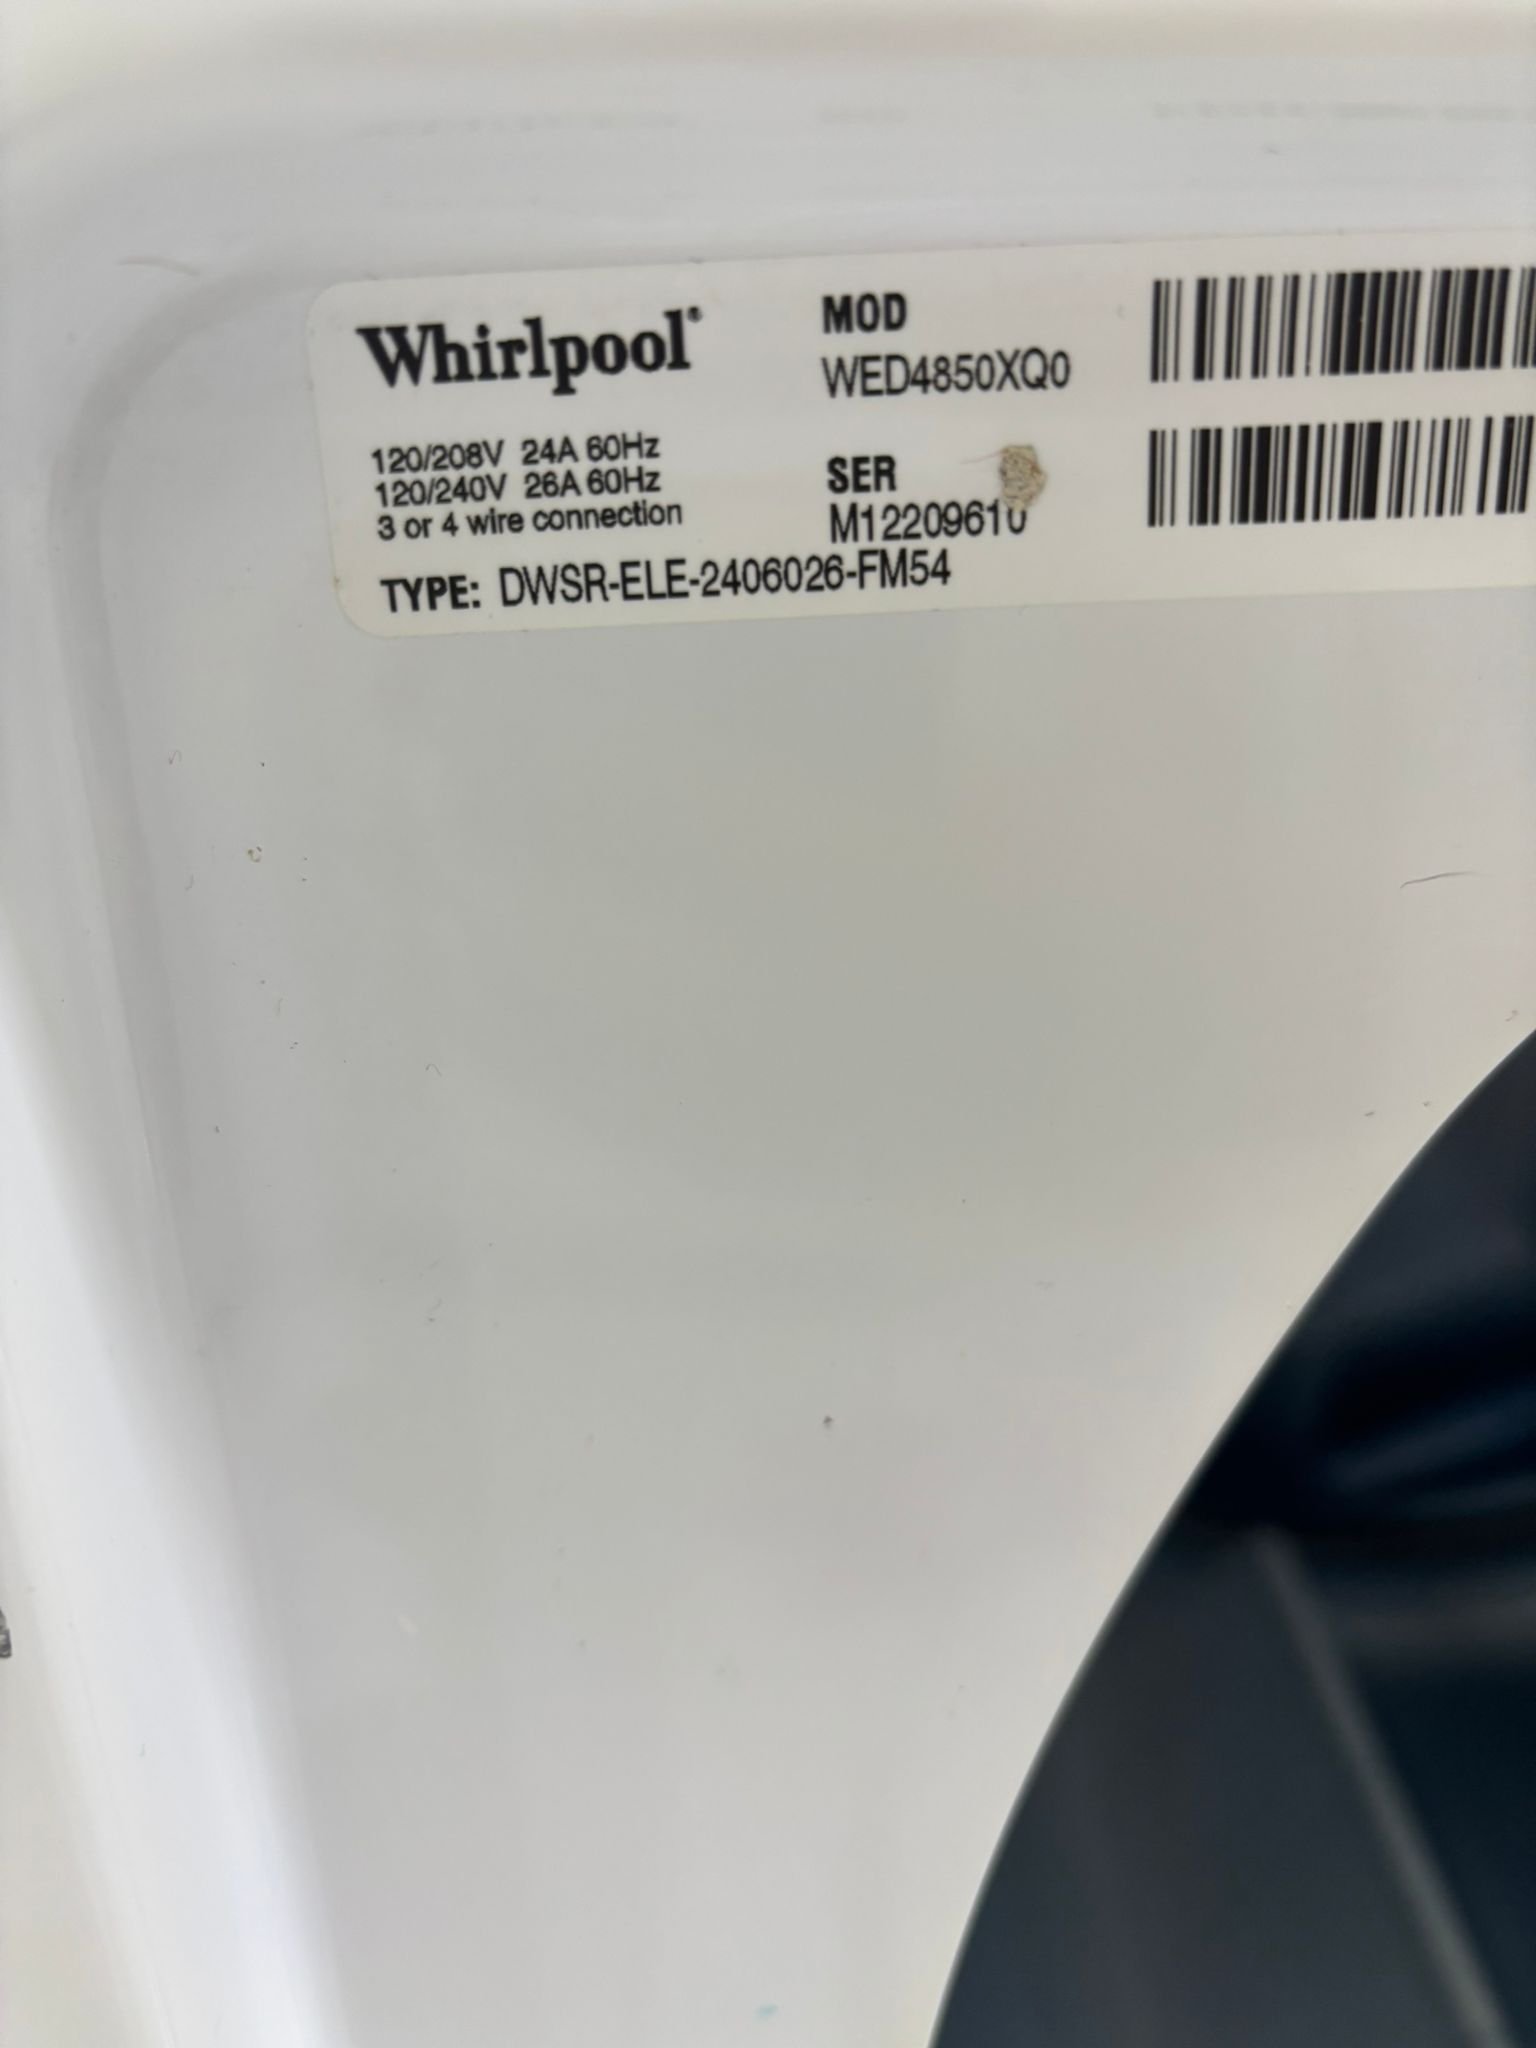 Whirlpool®
120/208V 24A 60Hz
120/240V 26A 60Hz
3 or 4 wire connection
MOD
WED4850XQ0
SER
M12209610
TYPE: DWSR-ELE-2406026-FM54